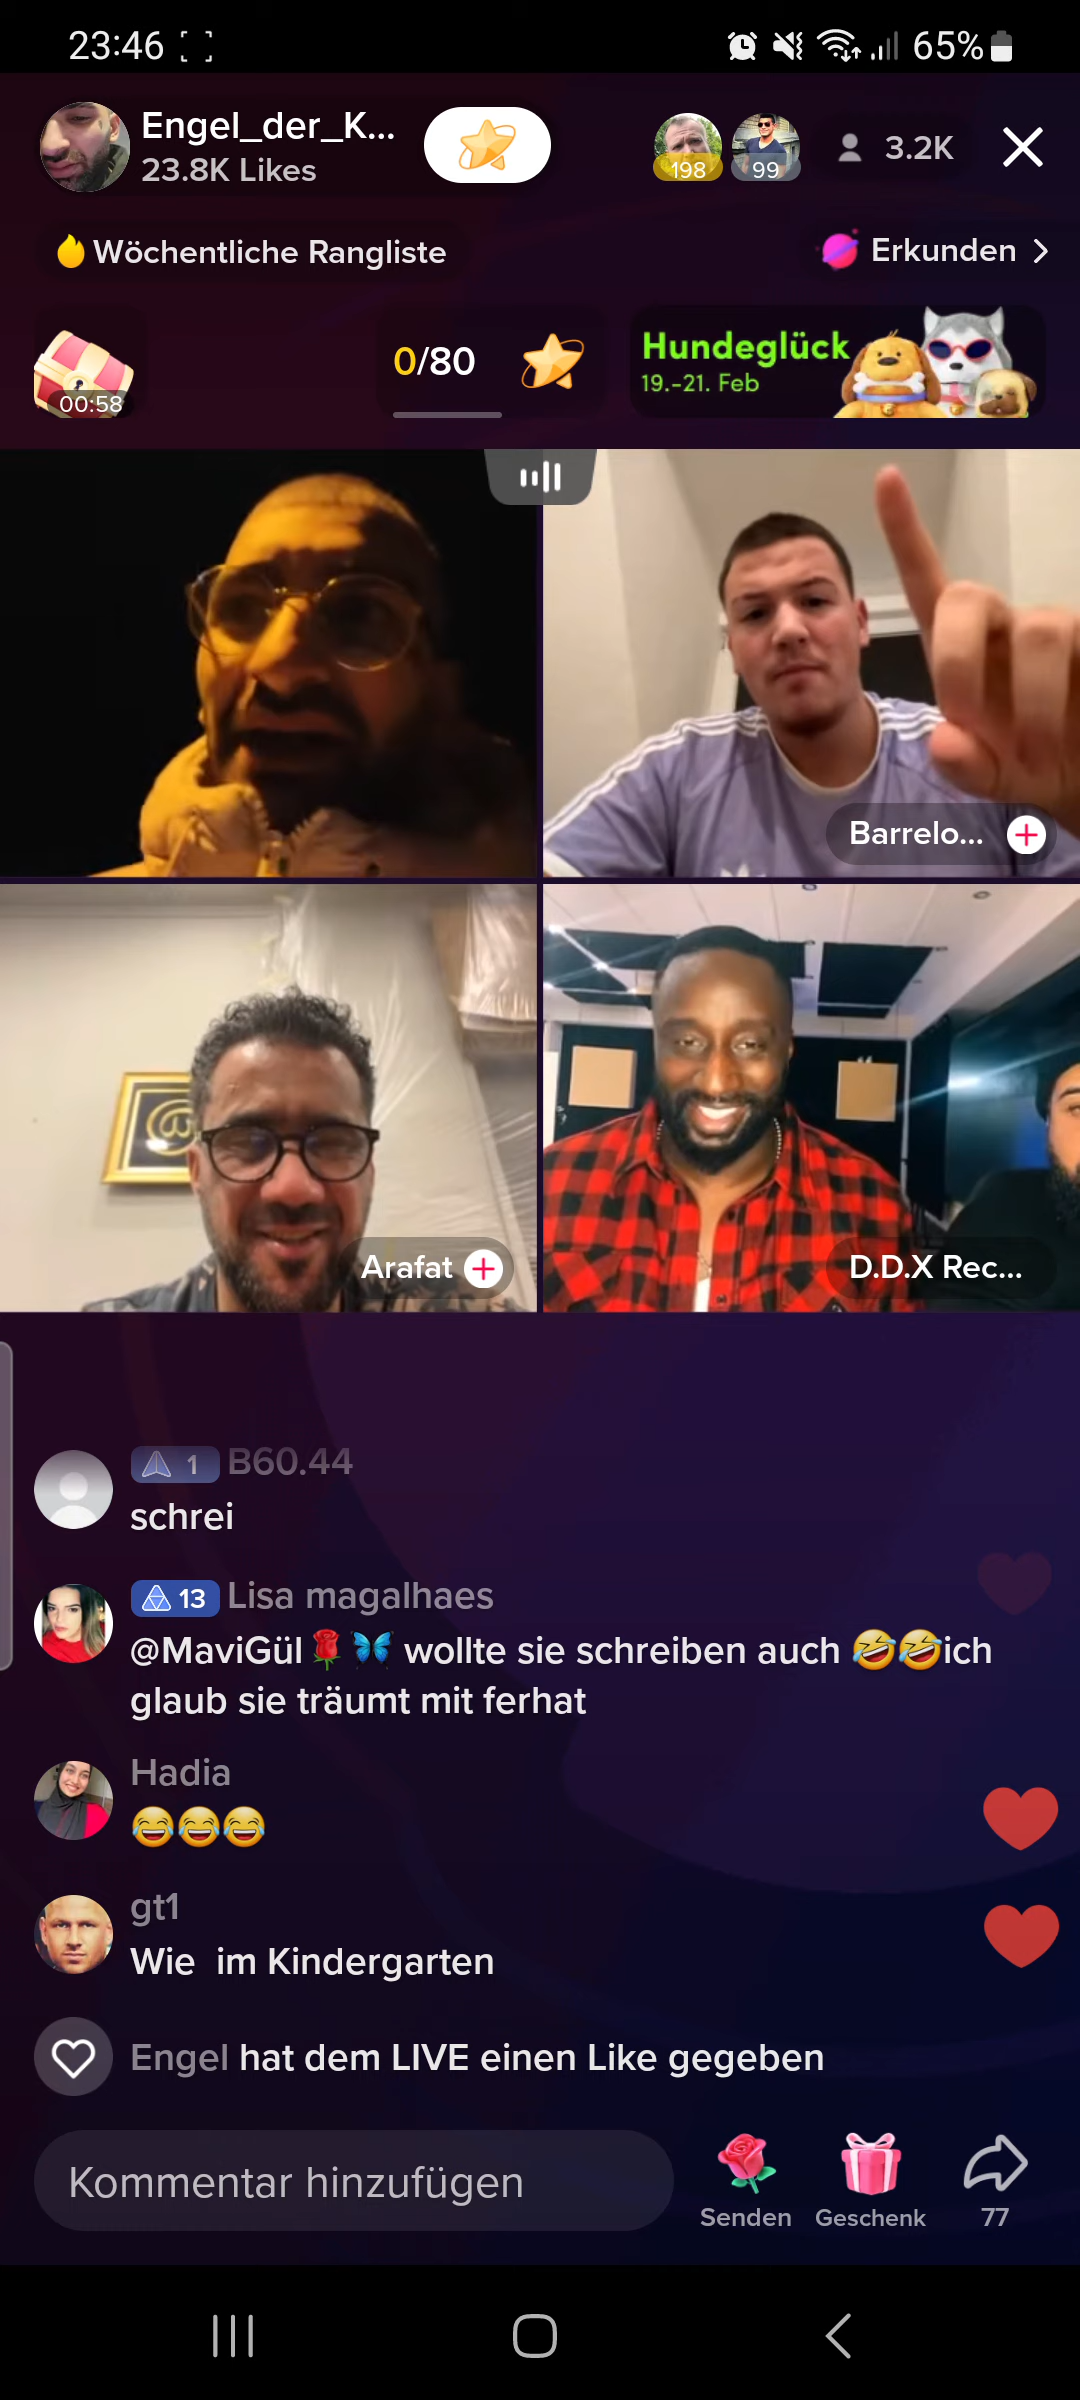 23:46
65%
Engel_der_K...
23.8K Likes
198
99
3.2K
Wöchentliche Rangliste
Erkunden
00:58
0/80
Hundeglück
19.-21. Feb
Barrelo...
Arafat
D.D.X Rec...
1 B60.44
schrei
13 Lisa magalhaes
@MaviGül🌹🦋 wollte sie schreiben auch 🤣🤣ich
glaub sie träumt mit ferhat
Hadia
😂😂😂
gt1
Wie  im Kindergarten
Engel hat dem LIVE einen Like gegeben
Kommentar hinzufügen
Senden
Geschenk
77